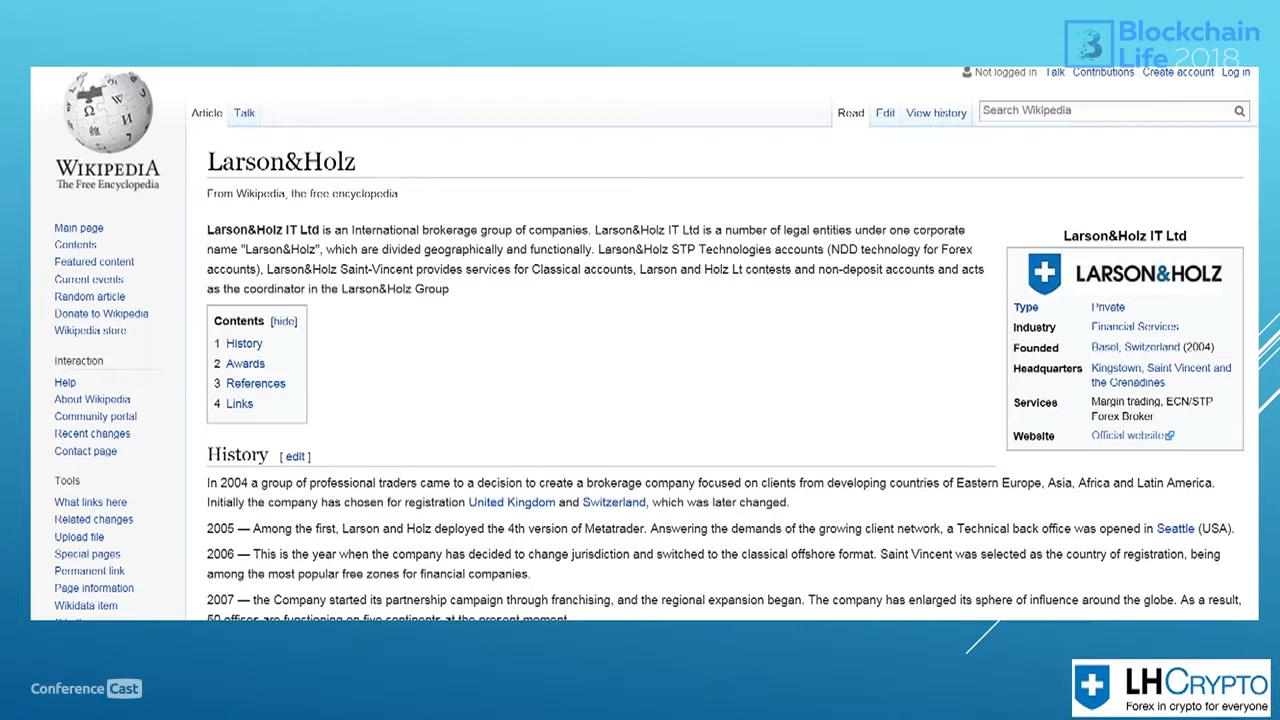 Blockchain
Life 2018
Not logged in Talk Contributions Create account Log in
Article Talk Read Edit View history Search Wikipedia
WIKIPEDIA
The Free Encyclopedia
Main page
Contents
Featured content
Current events
Random article
Donate to Wikipedia
Wikipedia store
Interaction
Help
About Wikipedia
Community portal
Recent changes
Contact page
Tools
What links here
Related changes
Upload file
Special pages
Permanent link
Page information
Wikidata item
Larson&Holz
From Wikipedia, the free encyclopedia
Larson&Holz IT Ltd is an International brokerage group of companies. Larson&Holz IT Ltd is a number of legal entities under one corporate
name "Larson&Holz", which are divided geographically and functionally. Larson&Holz STP Technologies accounts (NDD technology for Forex
accounts), Larson&Holz Saint-Vincent provides services for Classical accounts, Larson and Holz Lt contests and non-deposit accounts and acts
as the coordinator in the Larson&Holz Group
Larson&Holz IT Ltd
LARSON&HOLZ
Type Private
Industry Financial Services
Founded Basel, Switzerland (2004)
Headquarters Kingstown, Saint Vincent and
the Grenadines
Services Margin trading, ECN/STP
Forex Broker
Website Official website
Contents [hide]
1 History
2 Awards
3 References
4 Links
History [ edit ]
In 2004 a group of professional traders came to a decision to create a brokerage company focused on clients from developing countries of Eastern Europe, Asia, Africa and Latin America.
Initially the company has chosen for registration United Kingdom and Switzerland, which was later changed.
2005 — Among the first, Larson and Holz deployed the 4th version of Metatrader. Answering the demands of the growing client network, a Technical back office was opened in Seattle (USA).
2006 — This is the year when the company has decided to change jurisdiction and switched to the classical offshore format. Saint Vincent was selected as the country of registration, being
among the most popular free zones for financial companies.
2007 — the Company started its partnership campaign through franchising, and the regional expansion began. The company has enlarged its sphere of influence around the globe. As a result,
offices are functioning on five continents at the present moment.
Conference Cast
LHCRYPTO
Forex in crypto for everyone